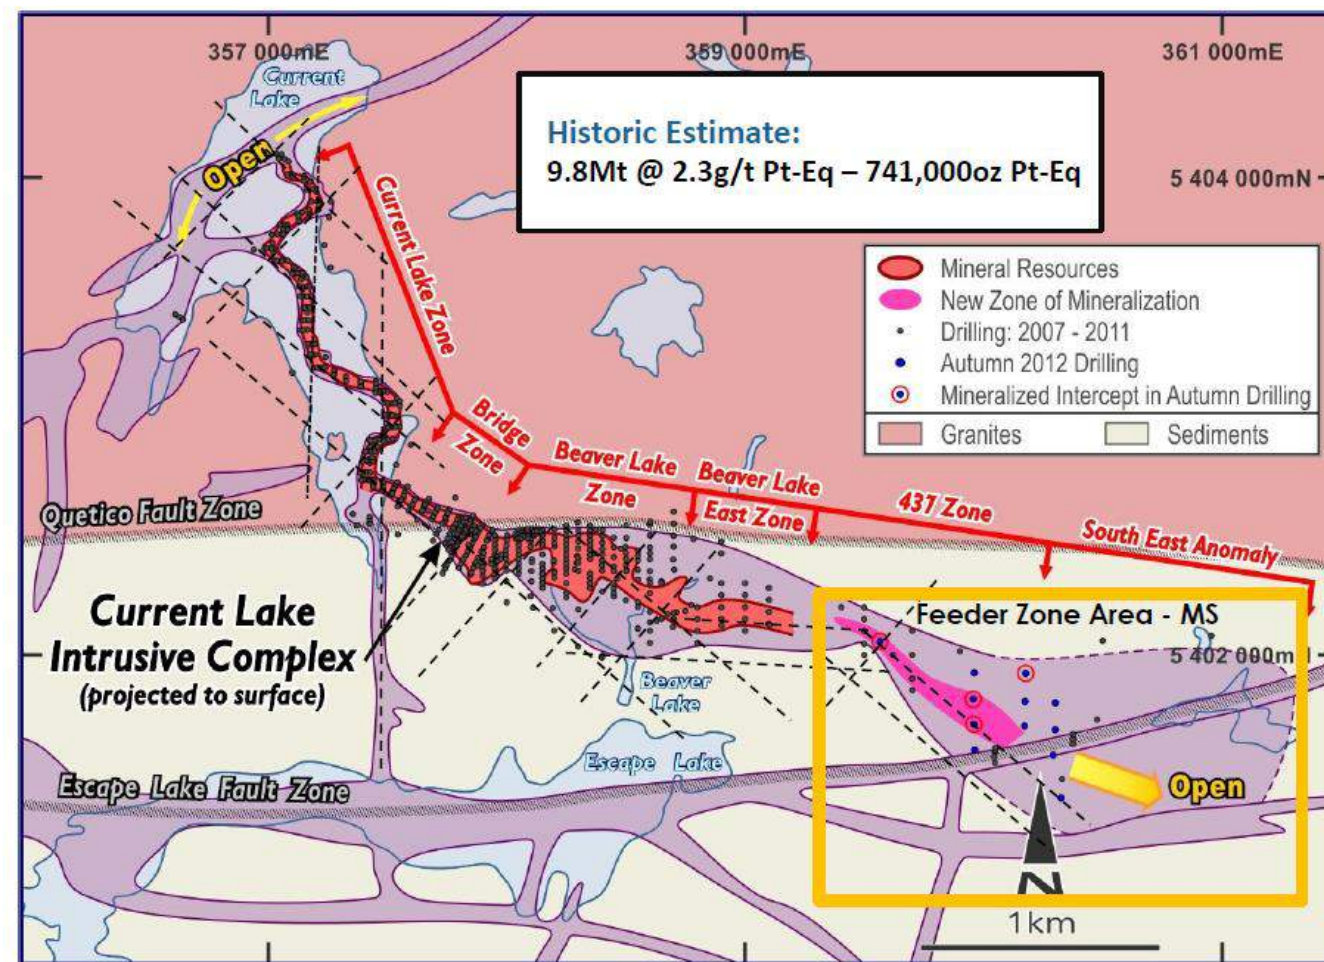 357 000mE
359 000mE
361 000mE
Current
Lake
Open
Historic Estimate:
9.8Mt @ 2.3g/t Pt-Eq – 741,000oz Pt-Eq
5 404 000mN
Current Lake Zone
Mineral Resources
New Zone of Mineralization
Drilling: 2007 - 2011
Autumn 2012 Drilling
Mineralized Intercept in Autumn Drilling
Granites
Sediments
Bridge
Zone
Beaver Lake
Zone
Beaver Lake
East Zone
437 Zone
South East Anomaly
Quetico Fault Zone
Current Lake
Intrusive Complex
(projected to surface)
Feeder Zone Area - MS
5 402 000m N
Beaver
Lake
Escape Lake
Escape Lake Fault Zone
Open
N
1km